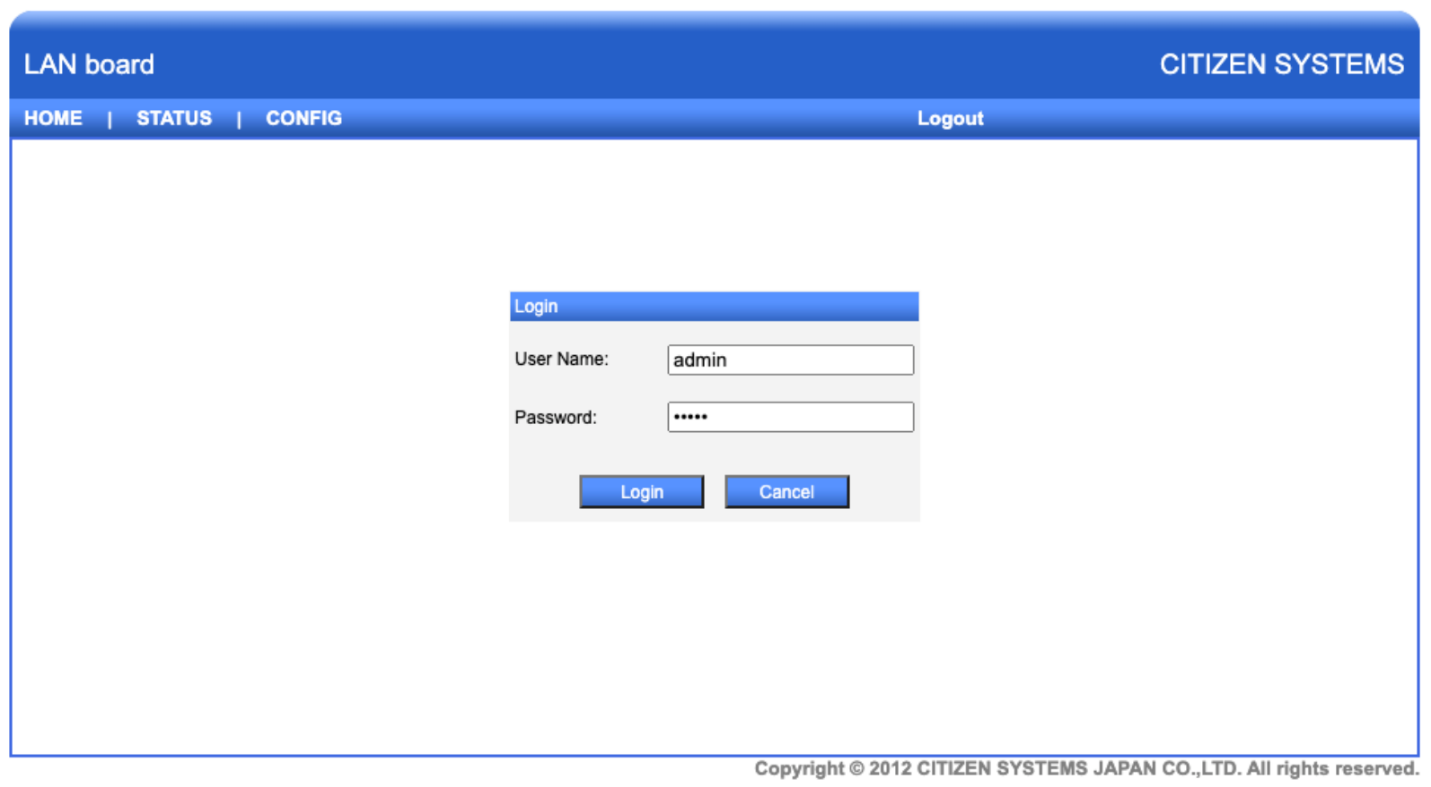 LAN board CITIZEN SYSTEMS
HOME | STATUS | CONFIG Logout
Login
User Name: admin
Password: •••••
Login Cancel
Copyright © 2012 CITIZEN SYSTEMS JAPAN CO.,LTD. All rights reserved.